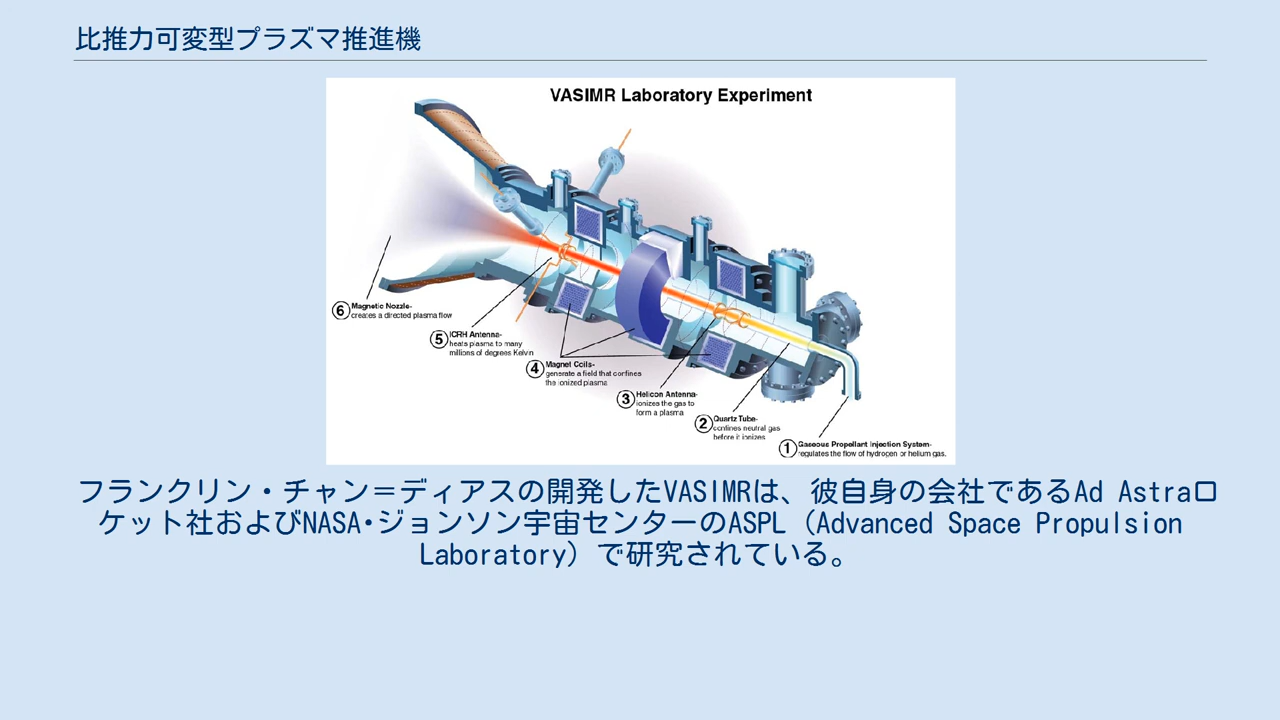 比推力可変型プラズマ推進機
VASIMR Laboratory Experiment
6 Magnetic Nozzle-
creates a directed plasma flow
5 ICRH Antenna-
heats plasma to many
millions of degrees Kelvin
4 Magnet Coils-
generate a field that confines
the ionized plasma
3 Helicon Antenna-
ionizes the gas to
form a plasma
2 Quartz Tube-
confines neutral gas
before it ionizes
1 Gaseous Propellant Injection System-
regulates the flow of hydrogen or helium gas.
フランクリン・チャン＝ディアスの開発したVASIMRは、彼自身の会社であるAd Astraロ
ケット社およびNASA･ジョンソン宇宙センターのASPL（Advanced Space Propulsion
Laboratory）で研究されている。